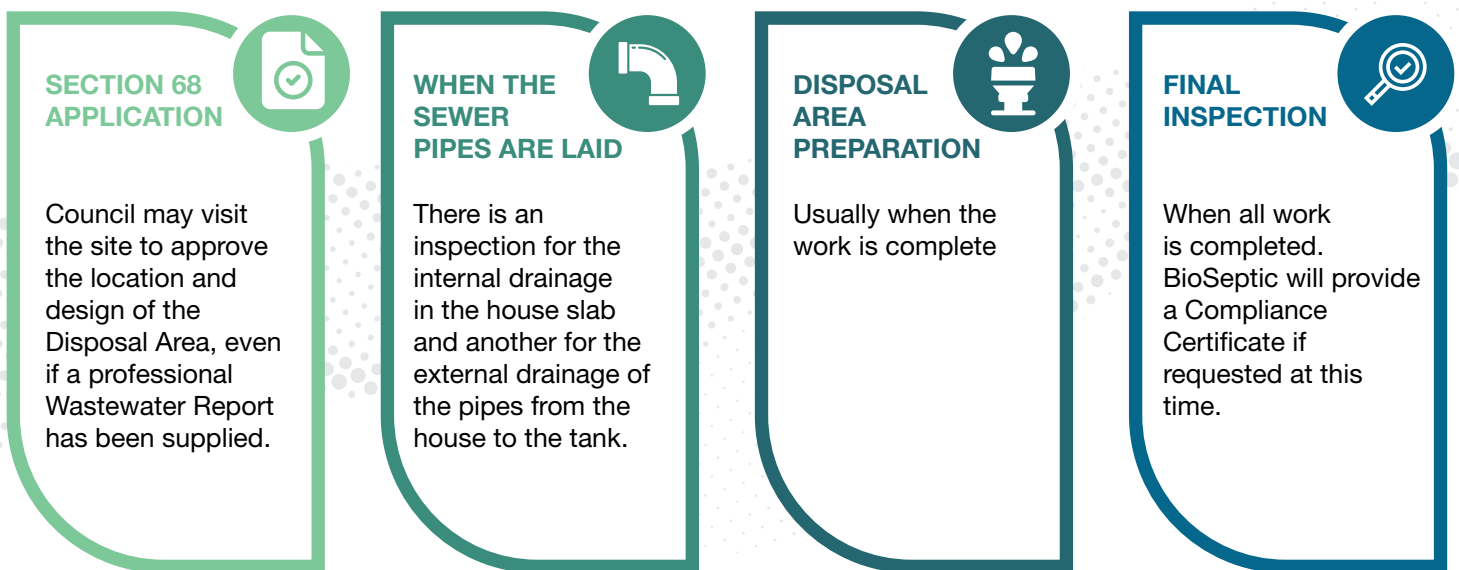 SECTION 68
APPLICATION
Council may visit
the site to approve
the location and
design of the
Disposal Area, even
if a professional
Wastewater Report
has been supplied.
WHEN THE
SEWER
PIPES ARE LAID
There is an
inspection for the
internal drainage
in the house slab
and another for the
external drainage of
the pipes from the
house to the tank.
DISPOSAL
AREA
PREPARATION
Usually when the
work is complete
FINAL
INSPECTION
When all work
is completed.
BioSeptic will provide
a Compliance
Certificate if
requested at this
time.